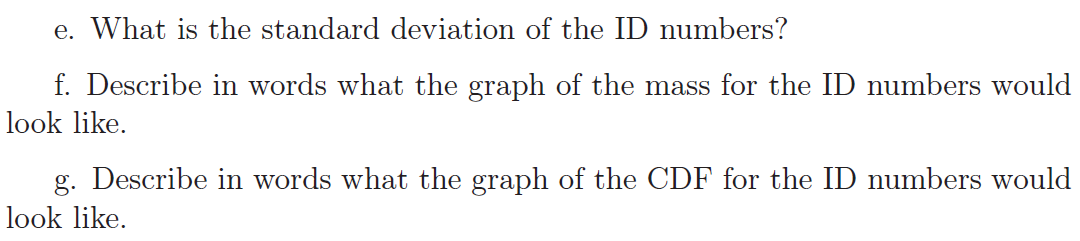 e. What is the standard deviation of the ID numbers?
f. Describe in words what the graph of the mass for the ID numbers would
look like.
g. Describe in words what the graph of the CDF for the ID numbers would
look like.